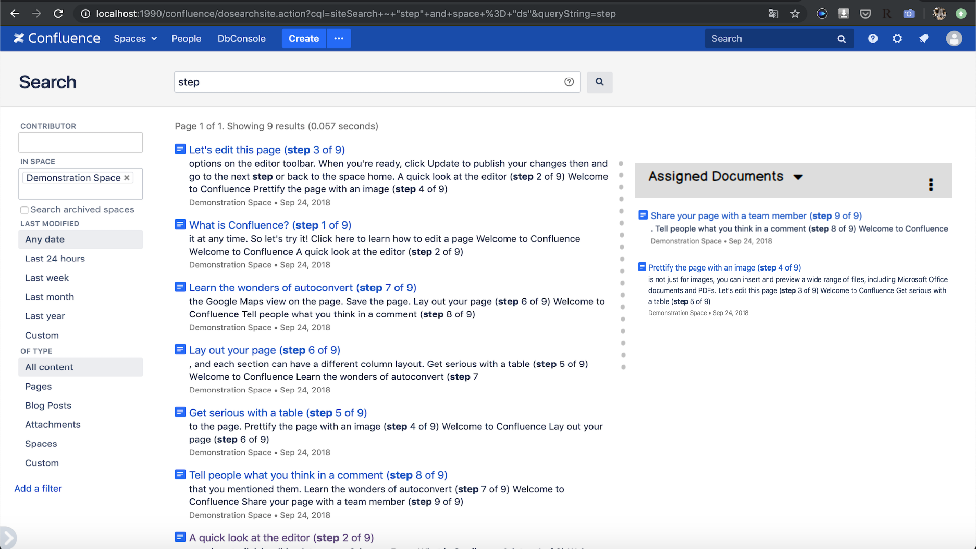 localhost:1990/confluence/dosearchsite.action?cql=siteSearch+~+"step"+and+space+%3D+"ds"&queryString=step
Confluence Spaces People DbConsole Create ··· Search
Search
step
CONTRIBUTOR
IN SPACE
Demonstration Space ×
Search archived spaces
LAST MODIFIED
Any date
Last 24 hours
Last week
Last month
Last year
Custom
OF TYPE
All content
Pages
Blog Posts
Attachments
Spaces
Custom
Add a filter
Page 1 of 1. Showing 9 results (0.057 seconds)
Let's edit this page (step 3 of 9)
options on the editor toolbar. When you're ready, click Update to publish your changes then and
go to the next step or back to the space home. A quick look at the editor (step 2 of 9) Welcome
to Confluence Prettify the page with an image (step 4 of 9)
Demonstration Space • Sep 24, 2018
What is Confluence? (step 1 of 9)
it at any time. So let's try it! Click here to learn how to edit a page Welcome to Confluence
Welcome to Confluence A quick look at the editor (step 2 of 9)
Demonstration Space • Sep 24, 2018
Learn the wonders of autoconvert (step 7 of 9)
the Google Maps view on the page. Save the page. Lay out your page (step 6 of 9) Welcome to
Confluence Tell people what you think in a comment (step 8 of 9)
Demonstration Space • Sep 24, 2018
Lay out your page (step 6 of 9)
, and each section can have a different column layout. Get serious with a table (step 5 of 9)
Welcome to Confluence Learn the wonders of autoconvert (step 7
Demonstration Space • Sep 24, 2018
Get serious with a table (step 5 of 9)
to the page. Prettify the page with an image (step 4 of 9) Welcome to Confluence Lay out your
page (step 6 of 9)
Demonstration Space • Sep 24, 2018
Tell people what you think in a comment (step 8 of 9)
that you mentioned them. Learn the wonders of autoconvert (step 7 of 9) Welcome to
Confluence Share your page with a team member (step 9 of 9)
Demonstration Space • Sep 24, 2018
A quick look at the editor (step 2 of 9)
Assigned Documents
Share your page with a team member (step 9 of 9)
. Tell people what you think in a comment (step 8 of 9) Welcome to Confluence
Demonstration Space • Sep 24, 2018
Prettify the page with an image (step 4 of 9)
is not just for images, you can insert and preview a wide range of files, including Microsoft Office
documents and PDFs. Let's edit this page (step 3 of 9) Welcome to Confluence Get serious with
a table (step 5 of 9)
Demonstration Space • Sep 24, 2018